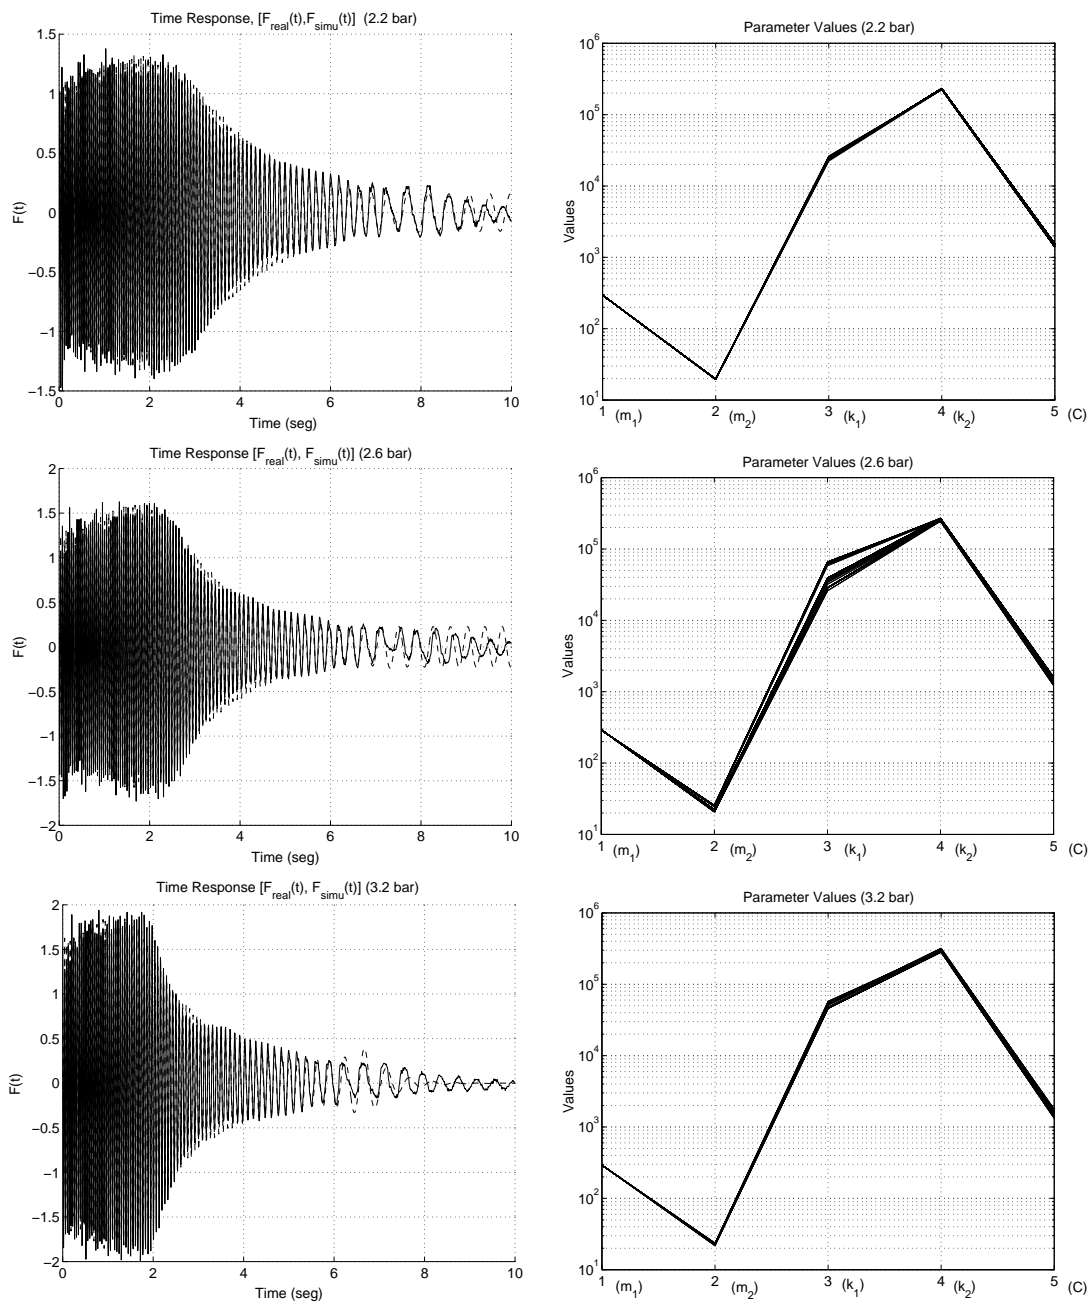 Time Response, [F_real(t),F_simu(t)] (2.2 bar)
1.5
1
0.5
0
−0.5
−1
−1.5
F(t)
0 2 4 6 8 10
Time (seg)
Parameter Values (2.2 bar)
10^6
10^5
10^4
10^3
10^2
10^1
Values
1 (m_1) 2 (m_2) 3 (k_1) 4 (k_2) 5 (C)
Time Response [F_real(t), F_simu(t)] (2.6 bar)
2
1.5
1
0.5
0
−0.5
−1
−1.5
−2
F(t)
0 2 4 6 8 10
Time (seg)
Parameter Values (2.6 bar)
10^6
10^5
10^4
10^3
10^2
10^1
Values
1 (m_1) 2 (m_2) 3 (k_1) 4 (k_2) 5 (C)
Time Response [F_real(t), F_simu(t)] (3.2 bar)
2
1.5
1
0.5
0
−0.5
−1
−1.5
−2
F(t)
0 2 4 6 8 10
Time (seg)
Parameter Values (3.2 bar)
10^6
10^5
10^4
10^3
10^2
10^1
Values
1 (m_1) 2 (m_2) 3 (k_1) 4 (k_2) 5 (C)